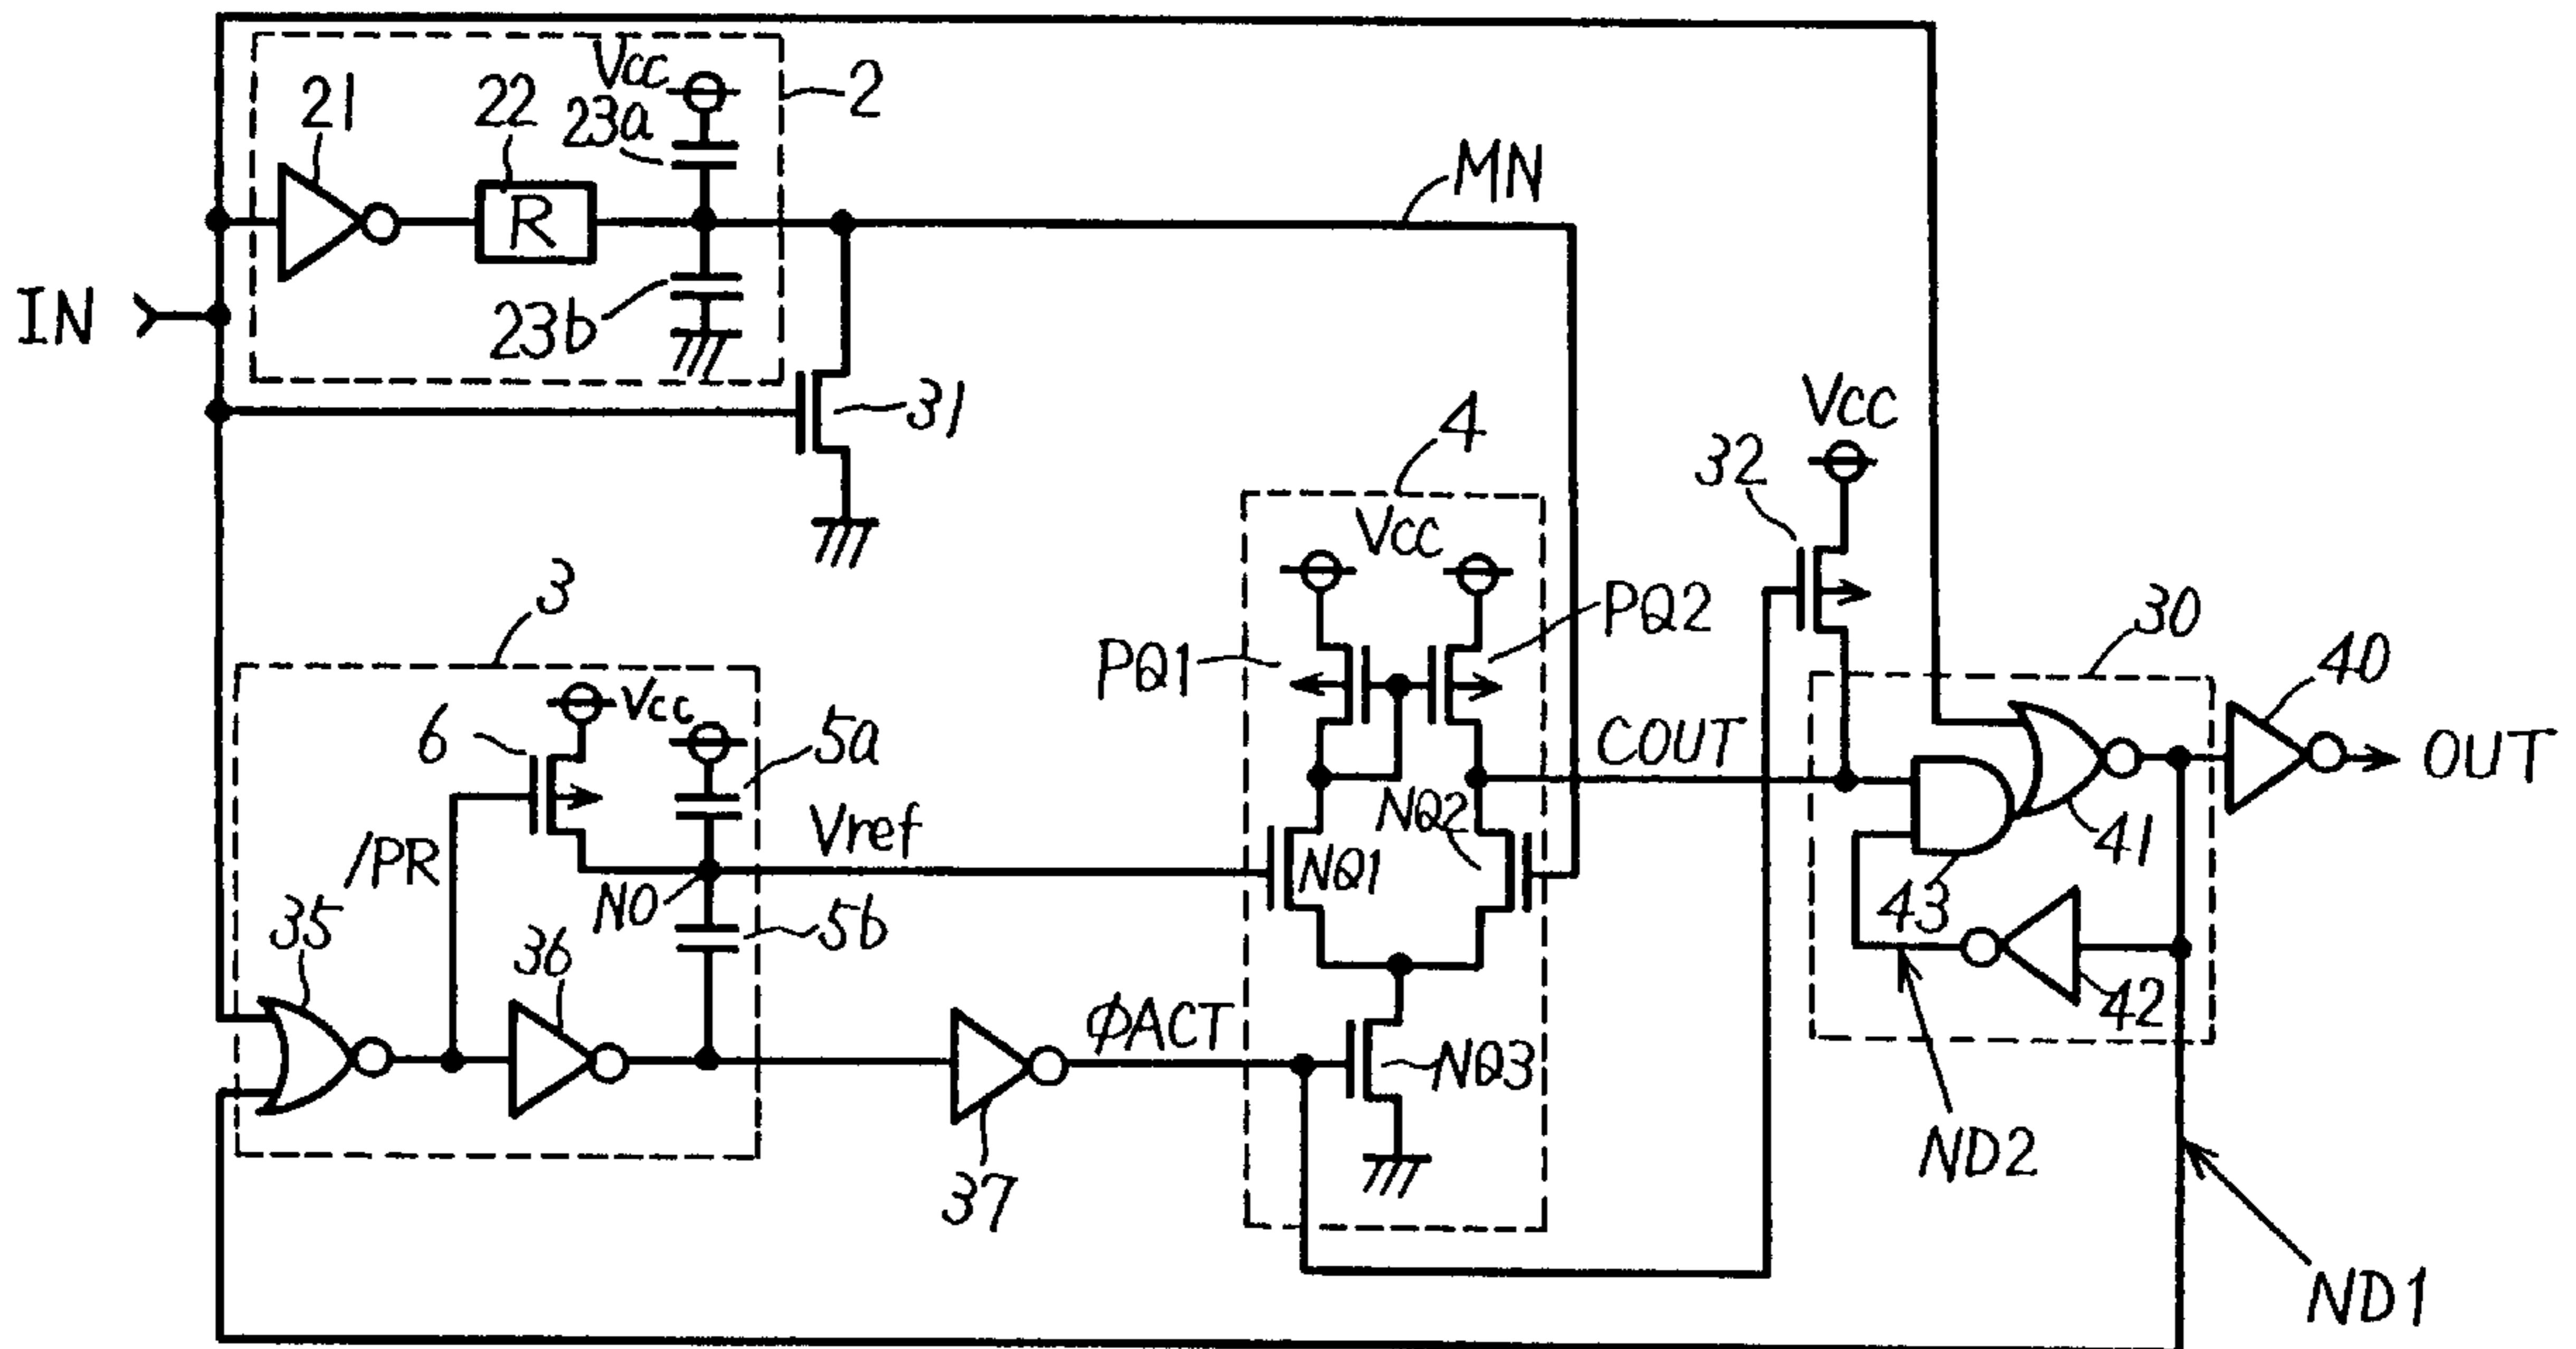 Vcc
2
21
22
23a
R
MN
IN
23b
31
Vcc
4
32
Vcc
3
PQ2
30
PQ1
40
6
Vcc
5a
COUT
OUT
/PR
Vref
NQ1
NQ2
41
N0
43
35
36
5b
42
φACT
NQ3
ND2
37
ND1